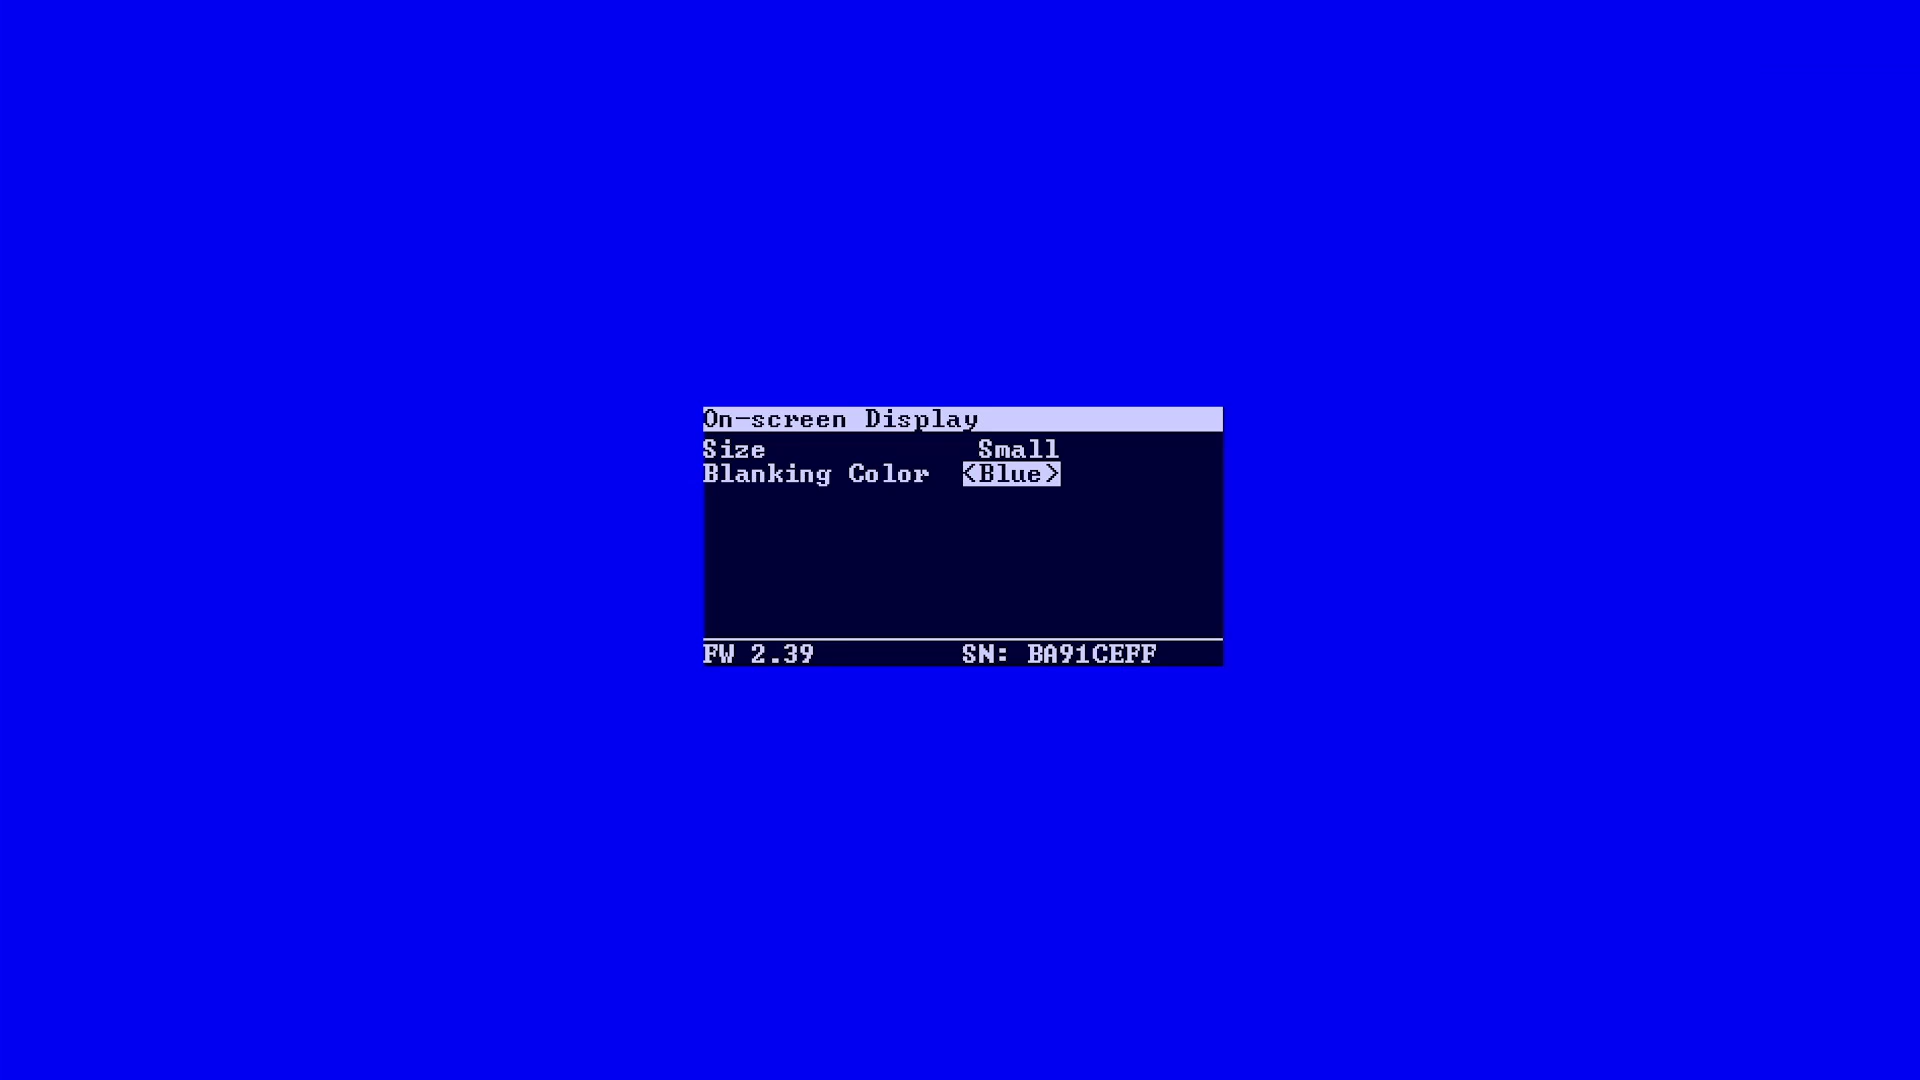 On-screen Display
Size Small
Blanking Color <Blue>
FW 2.39 SN: BA91CEFF